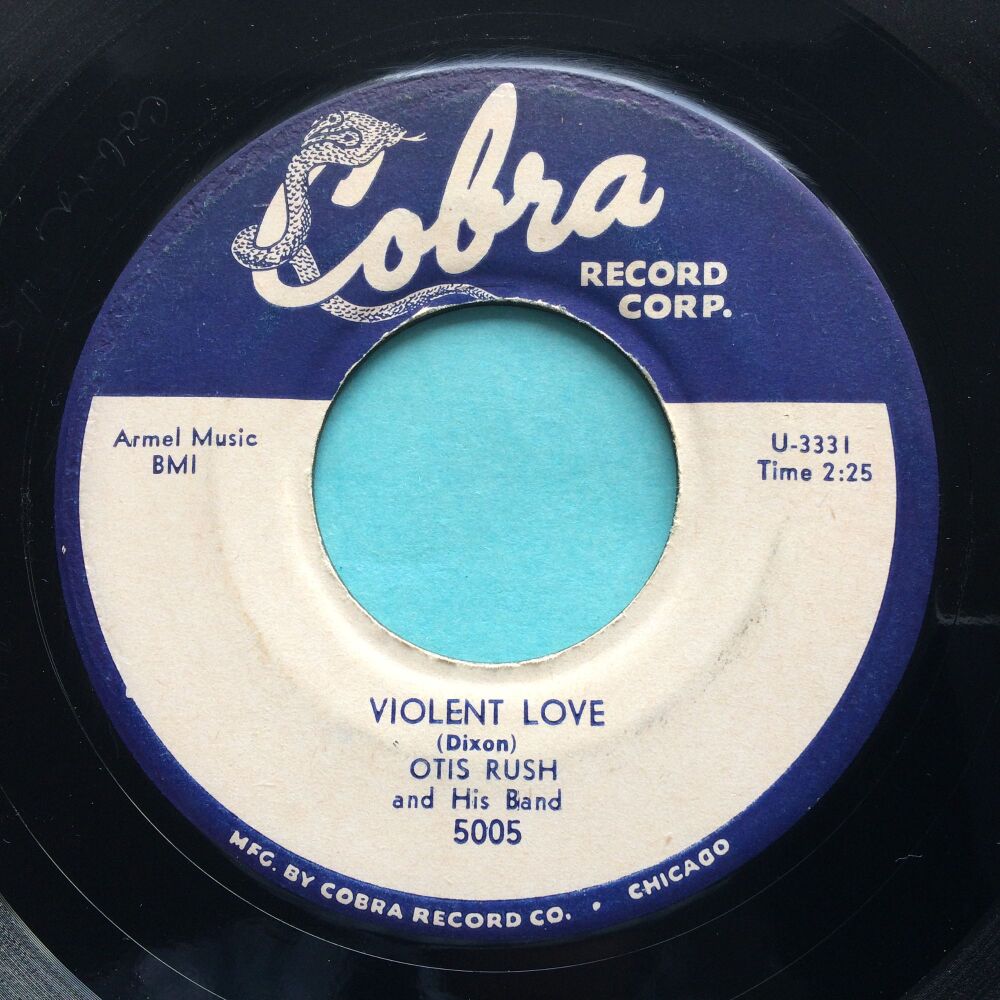 Cobra
RECORD
CORP.
Armel Music
BMI
U-3331
Time 2:25
VIOLENT LOVE
(Dixon)
OTIS RUSH
and His Band
5005
MFG. BY COBRA RECORD CO. • CHICAGO